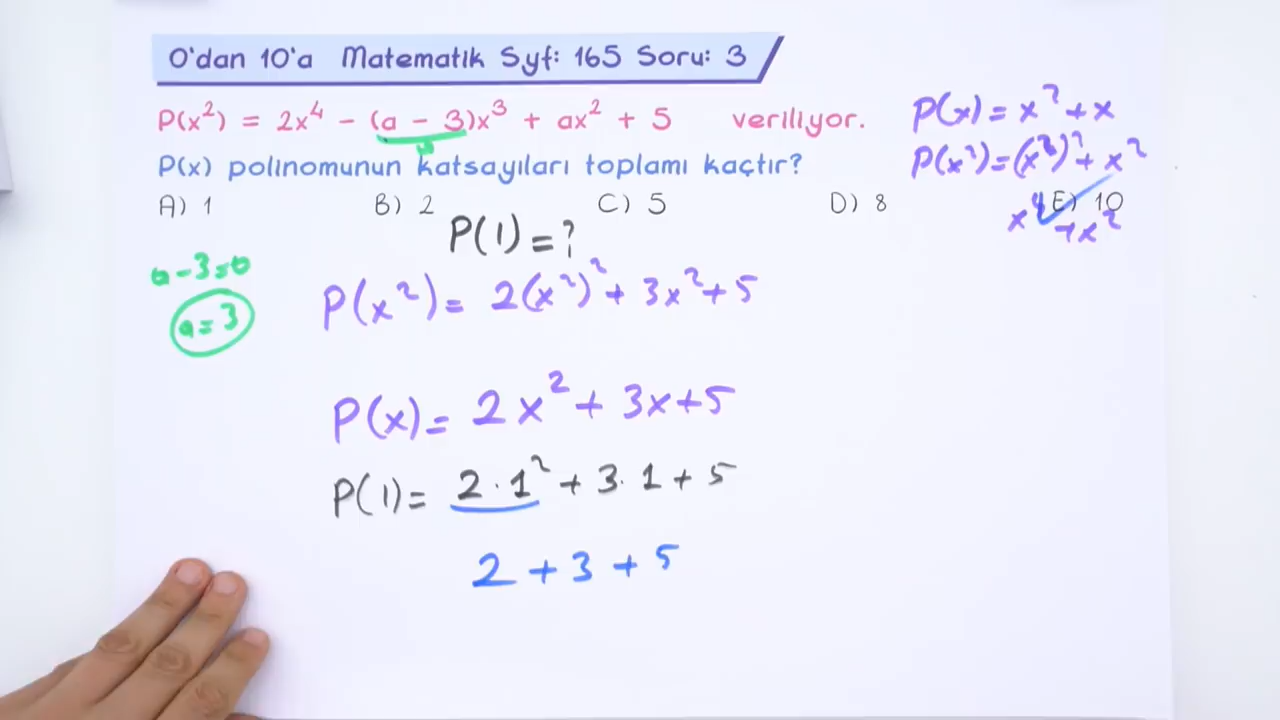 0'dan 10'a Matematik Syf: 165 Soru: 3
P(x²) = 2x⁴ - (a - 3)x³ + ax² + 5 veriliyor.
P(x) polinomunun katsayıları toplamı kaçtır?
A) 1 B) 2 C) 5 D) 8 E) 10
P(x) = x² + x
P(x²) = (x²)² + x²
x⁴ + x²
P(1) = ?
a - 3 = 0
a = 3
P(x²) = 2(x²)² + 3x² + 5
P(x) = 2x² + 3x + 5
P(1) = 2 · 1² + 3 · 1 + 5
2 + 3 + 5